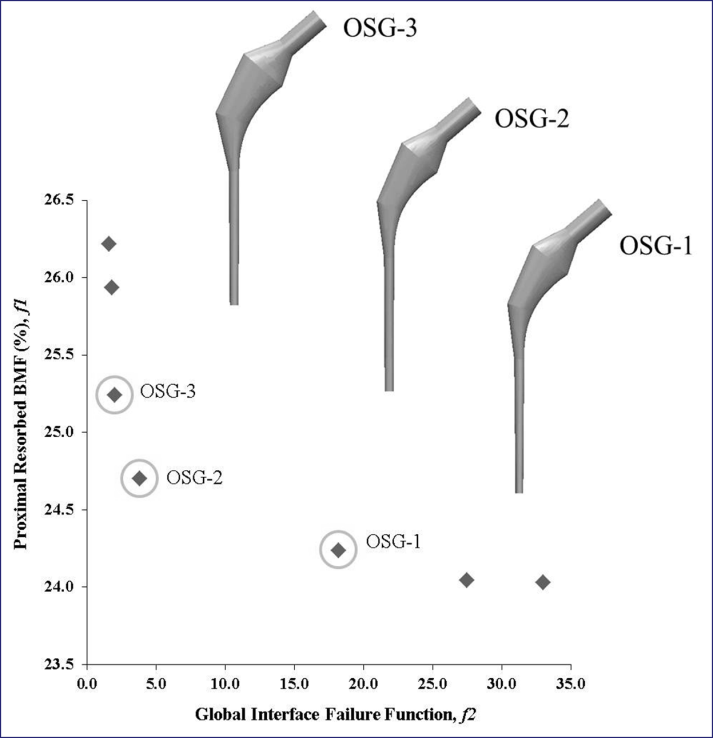 OSG-3
OSG-2
OSG-1
26.5
26.0
25.5
25.0
24.5
24.0
23.5
OSG-3
OSG-2
OSG-1
0.0 5.0 10.0 15.0 20.0 25.0 30.0 35.0
Proximal Resorbed BMF (%), f1
Global Interface Failure Function, f2